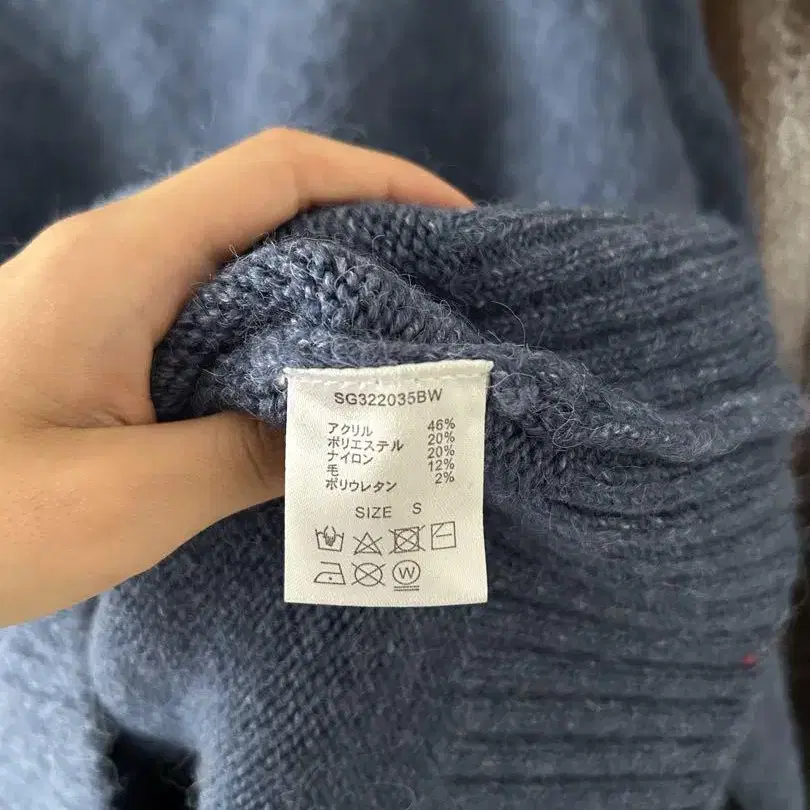 SG322035BW
アクリル 46%
ポリエステル 20%
ナイロン 20%
毛 12%
ポリウレタン 2%
SIZE S
W